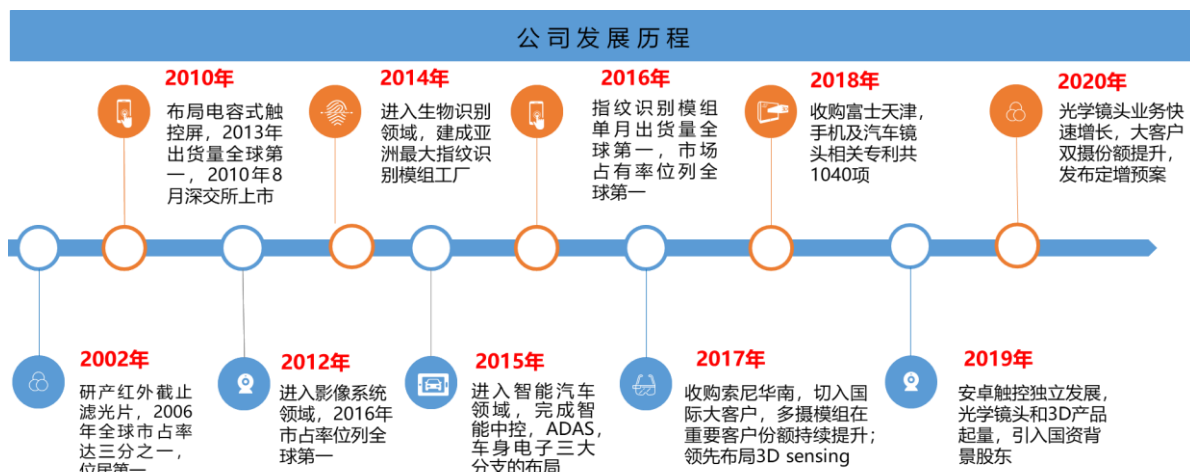 公司发展历程
2010年
布局电容式触
控屏，2013年
出货量全球第
一，2010年8
月深交所上市
2014年
进入生物识别
领域，建成亚
洲最大指纹识
别模组工厂
2016年
指纹识别模组
单月出货量全
球第一，市场
占有率位列全
球第一
2018年
收购富士天津，
手机及汽车镜
头相关专利共
1040项
2020年
光学镜头业务快
速增长，大客户
双摄份额提升，
发布定增预案
2002年
研产红外截止
滤光片，2006
年全球市占率
达三分之一，
位居第一
2012年
进入影像系统
领域，2016年
市占率位列全
球第一
2015年
进入智能汽车
领域，完成智
能中控，ADAS，
车身电子三大
分支的布局
2017年
收购索尼华南，切入国
际大客户，多摄模组在
重要客户份额持续提升；
领先布局3D sensing
2019年
安卓触控独立发展，
光学镜头和3D产品
起量，引入国资背
景股东